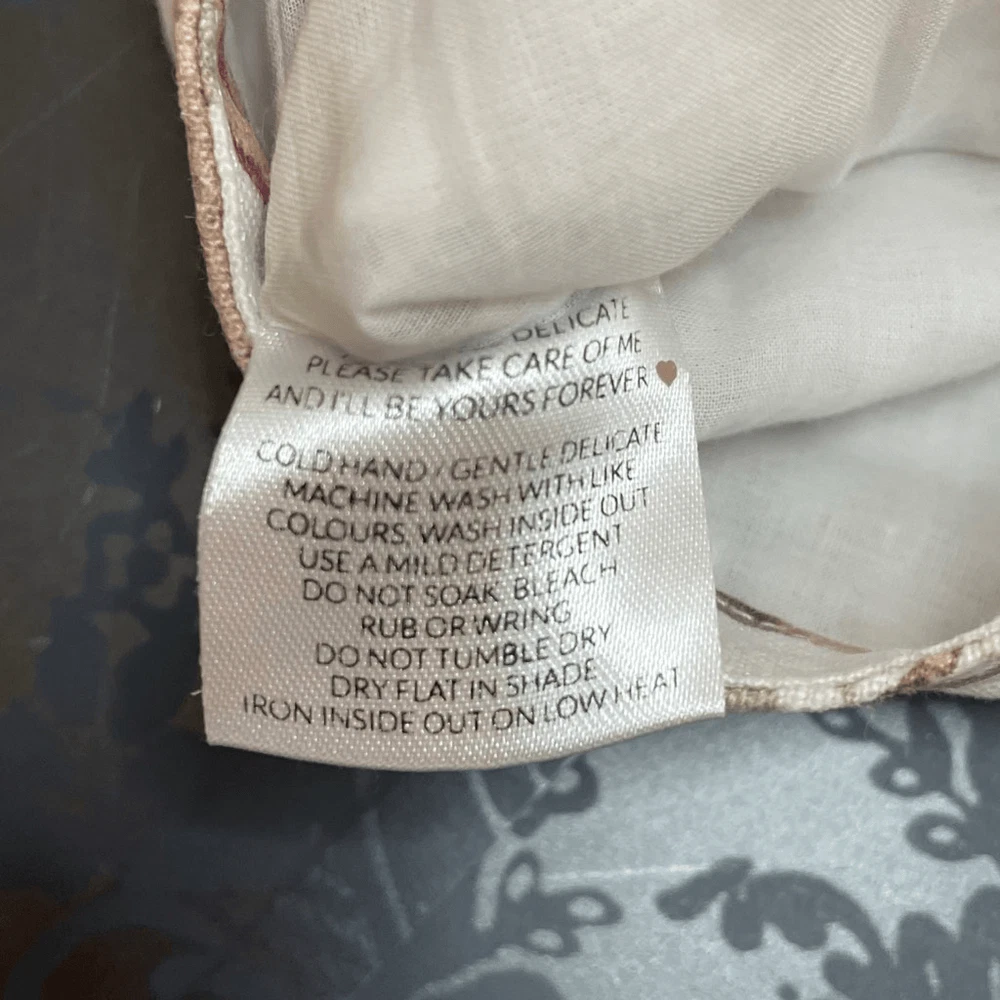 DELICATE
PLEASE TAKE CARE OF ME
AND I'LL BE YOURS FOREVER
COLD HAND / GENTLE DELICATE
MACHINE WASH WITH LIKE
COLOURS, WASH INSIDE OUT
USE A MILD DETERGENT
DO NOT SOAK BLEACH
RUB OR WRING
DO NOT TUMBLE DRY
DRY FLAT IN SHADE
IRON INSIDE OUT ON LOW HEAT